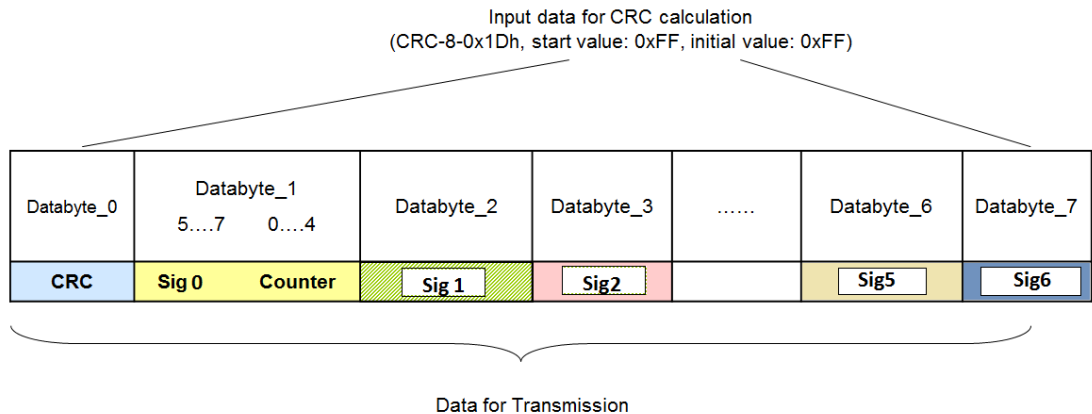 Input data for CRC calculation
(CRC-8-0x1Dh, start value: 0xFF, initial value: 0xFF)
Databyte_0
Databyte_1
5....7 0....4
Databyte_2
Databyte_3
......
Databyte_6
Databyte_7
CRC
Sig 0 Counter
Sig 1
Sig2
Sig5
Sig6
Data for Transmission